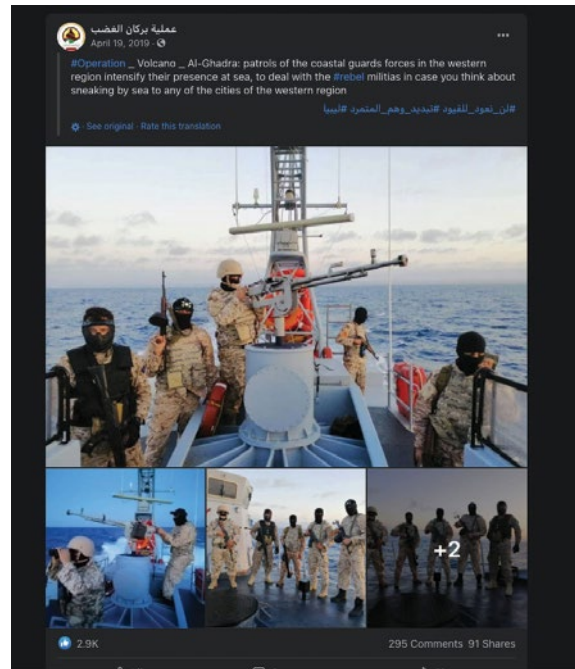 عملية بركان الغضب
April 19, 2019 ·
#Operation _ Volcano _ Al-Ghadra: patrols of the coastal guards forces in the western
region intensify their presence at sea, to deal with the #rebel militias in case you think about
sneaking by sea to any of the cities of the western region
#لن_نعود_للقيود #تبديد_وهم_المتمرد #ليبيا
· See original · Rate this translation
+2
2.9K
295 Comments 91 Shares